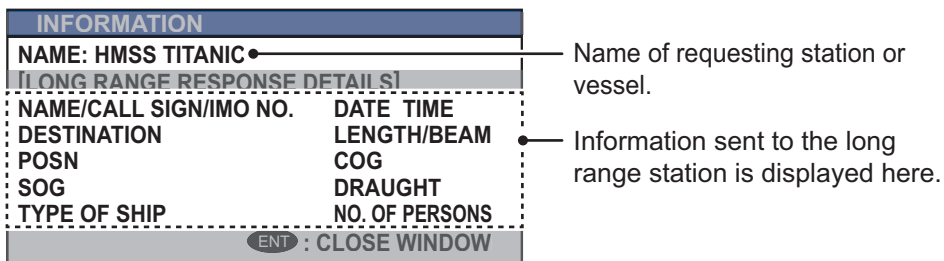 INFORMATION
NAME: HMSS TITANIC
[LONG RANGE RESPONSE DETAILS]
NAME/CALL SIGN/IMO NO. DATE TIME
DESTINATION LENGTH/BEAM
POSN COG
SOG DRAUGHT
TYPE OF SHIP NO. OF PERSONS
ENT : CLOSE WINDOW
Name of requesting station or
vessel.
Information sent to the long
range station is displayed here.